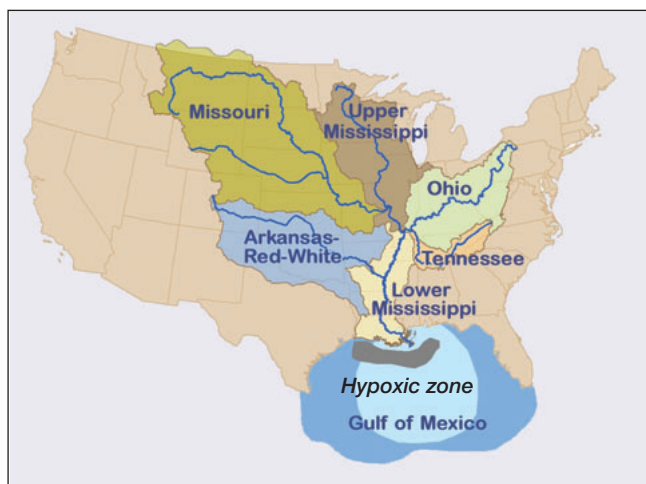 Missouri
Upper
Mississippi
Ohio
Arkansas-
Red-White
Tennessee
Lower
Mississippi
Hypoxic zone
Gulf of Mexico